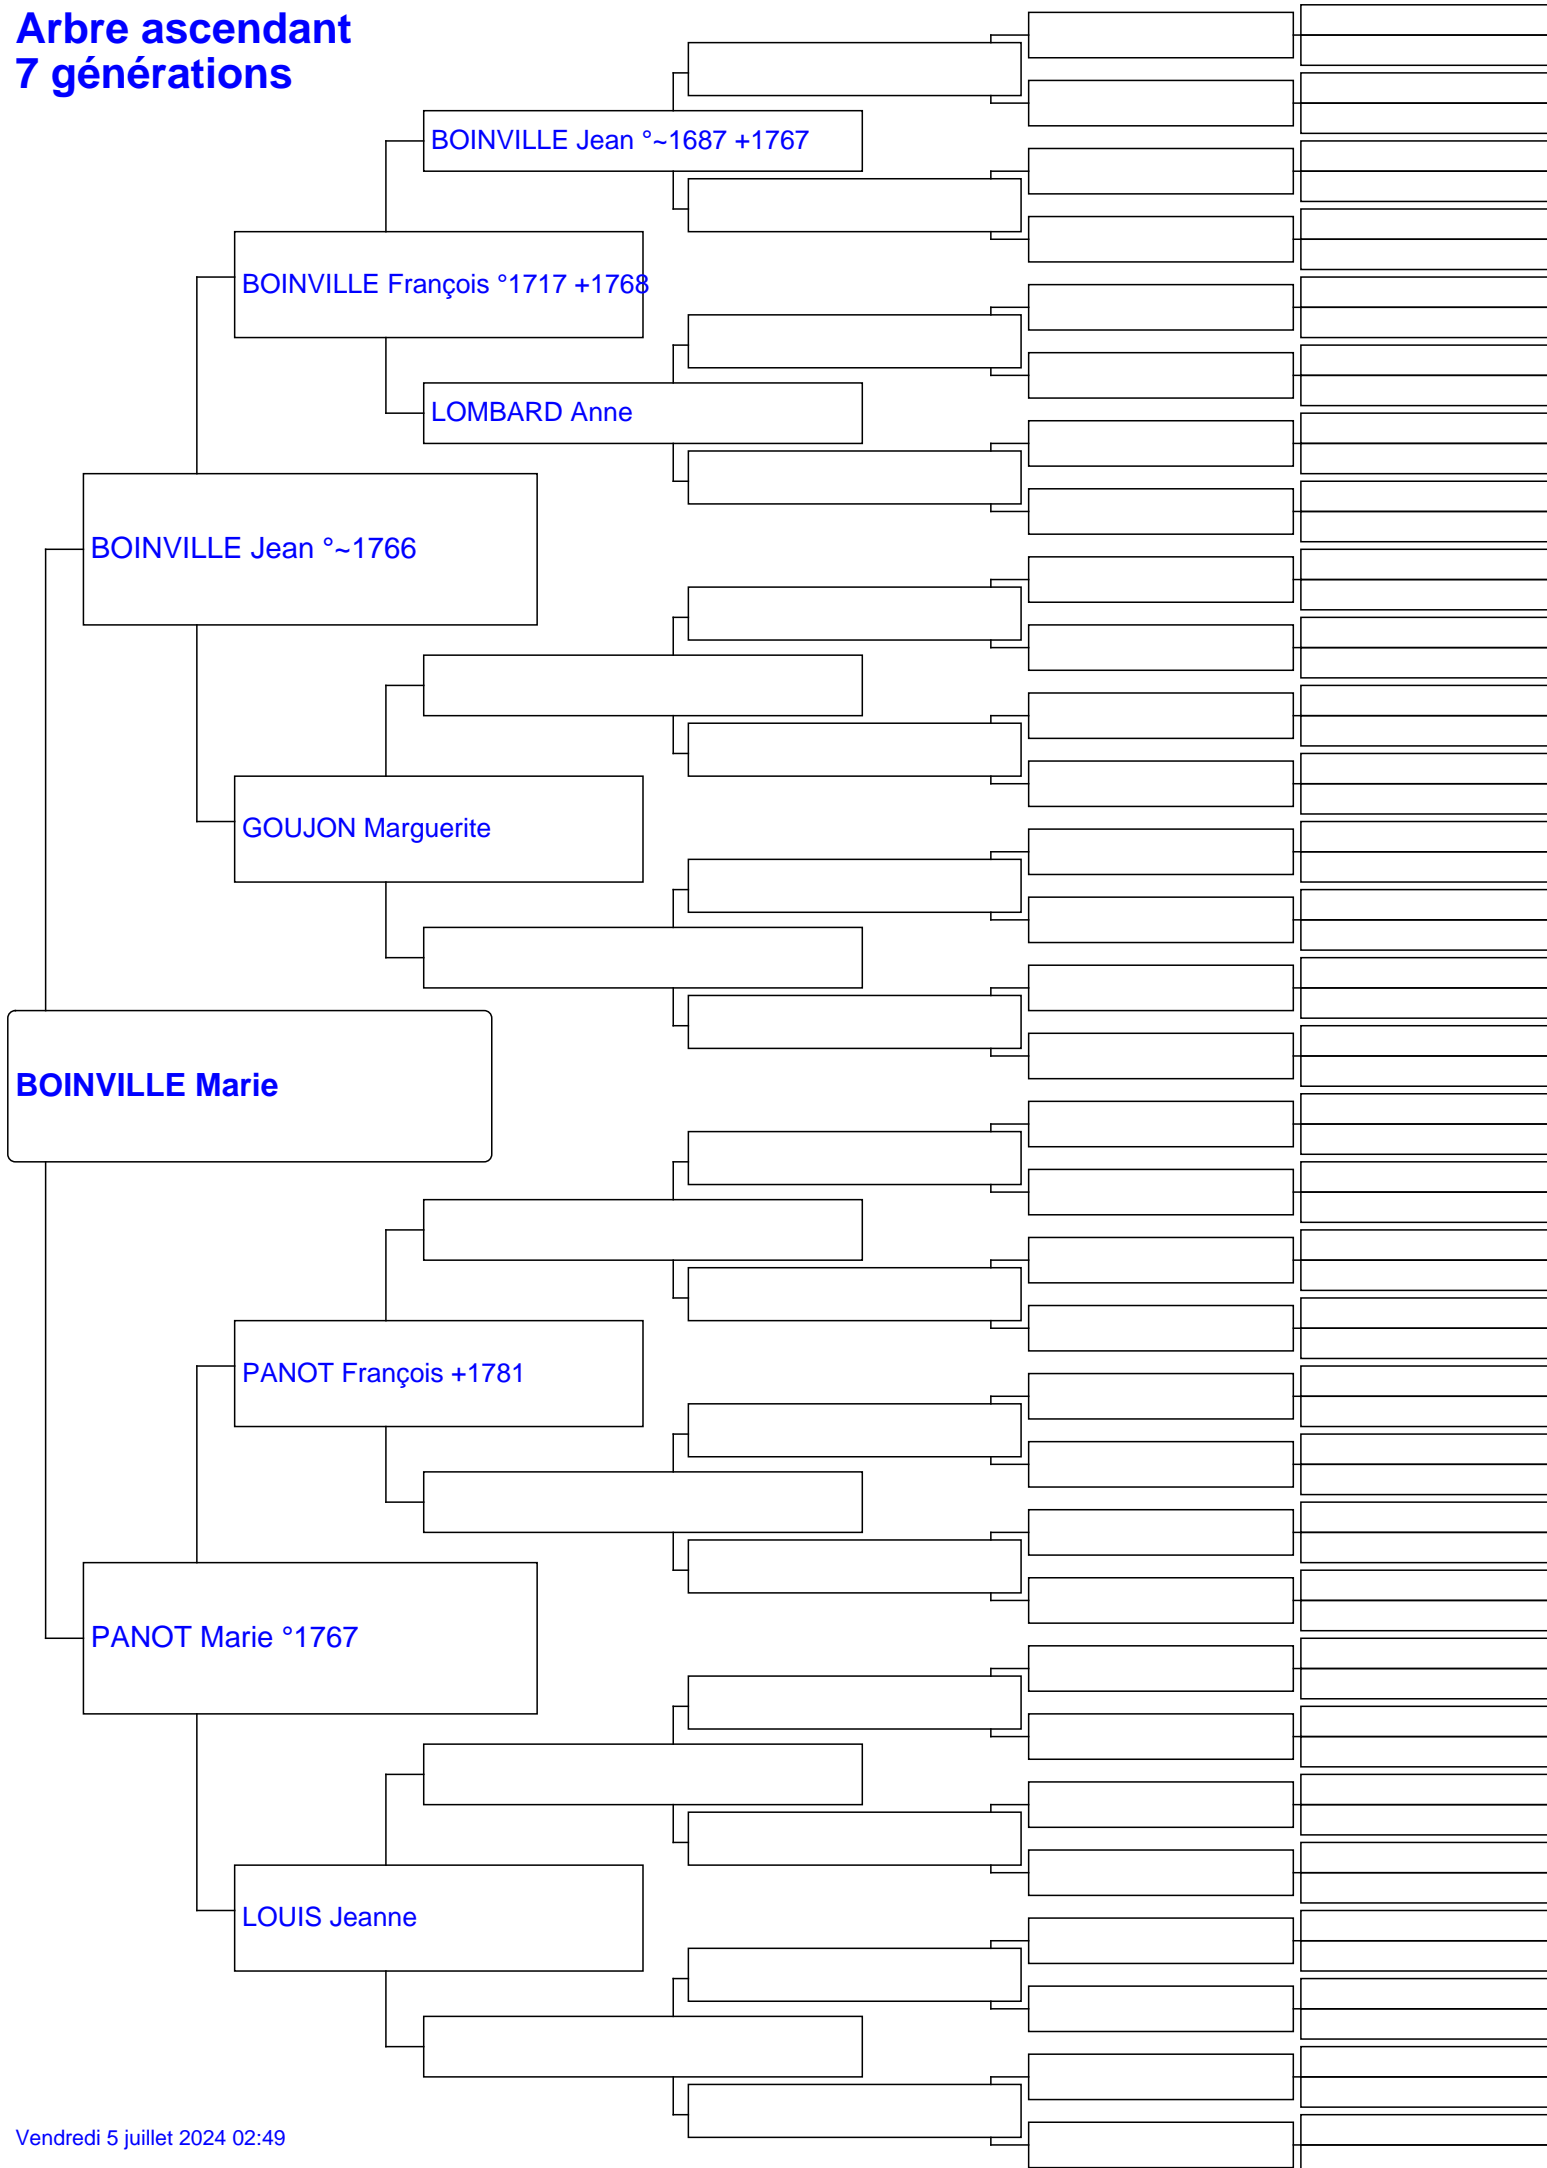 Arbre ascendant
7 générations
BOINVILLE Jean °~1687 +1767
BOINVILLE François °1717 +1768
LOMBARD Anne
BOINVILLE Jean °~1766
GOUJON Marguerite
BOINVILLE Marie
PANOT François +1781
PANOT Marie °1767
LOUIS Jeanne
Vendredi 5 juillet 2024 02:49